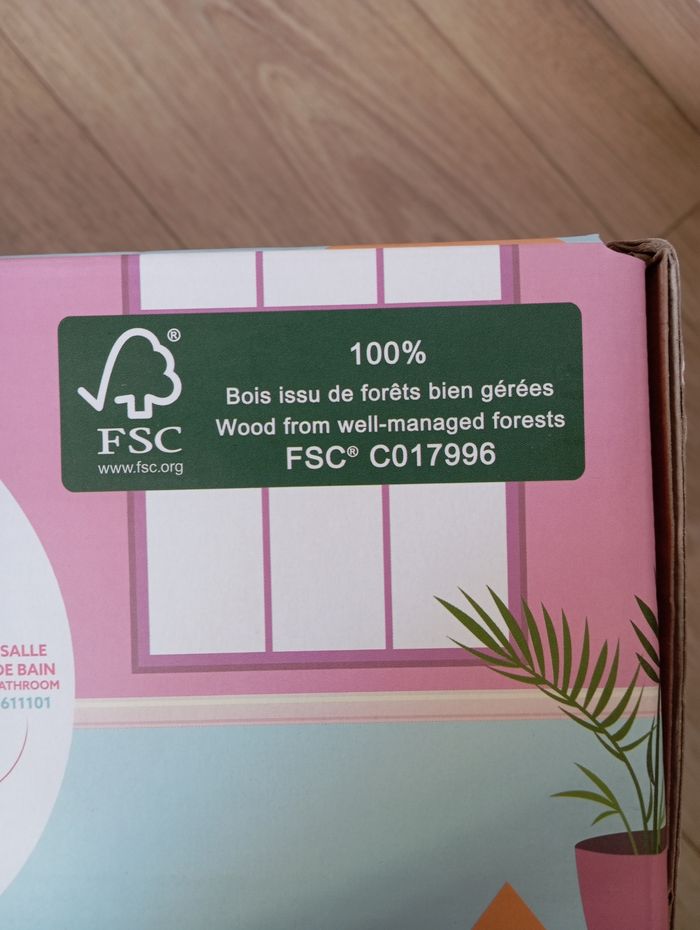 ®
FSC
www.fsc.org
100%
Bois issu de forêts bien gérées
Wood from well-managed forests
FSC® C017996
SALLE
DE BAIN
ATHROOM
611101